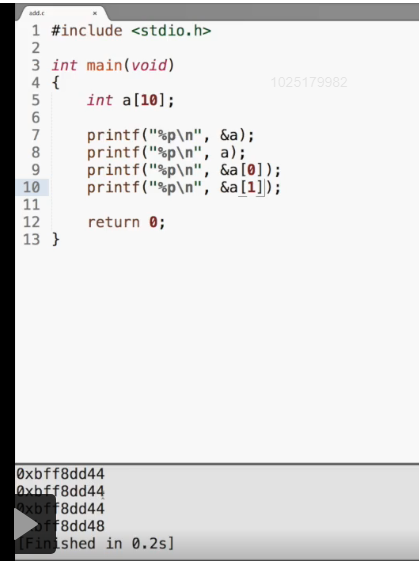 add.c ×
1 #include <stdio.h>
2
3 int main(void)
4 {
1025179982
5 int a[10];
6
7 printf("%p\n", &a);
8 printf("%p\n", a);
9 printf("%p\n", &a[0]);
10 printf("%p\n", &a[1]);
11
12 return 0;
13 }
0xbff8dd44
0xbff8dd44
0xbff8dd44
bff8dd48
[Finished in 0.2s]